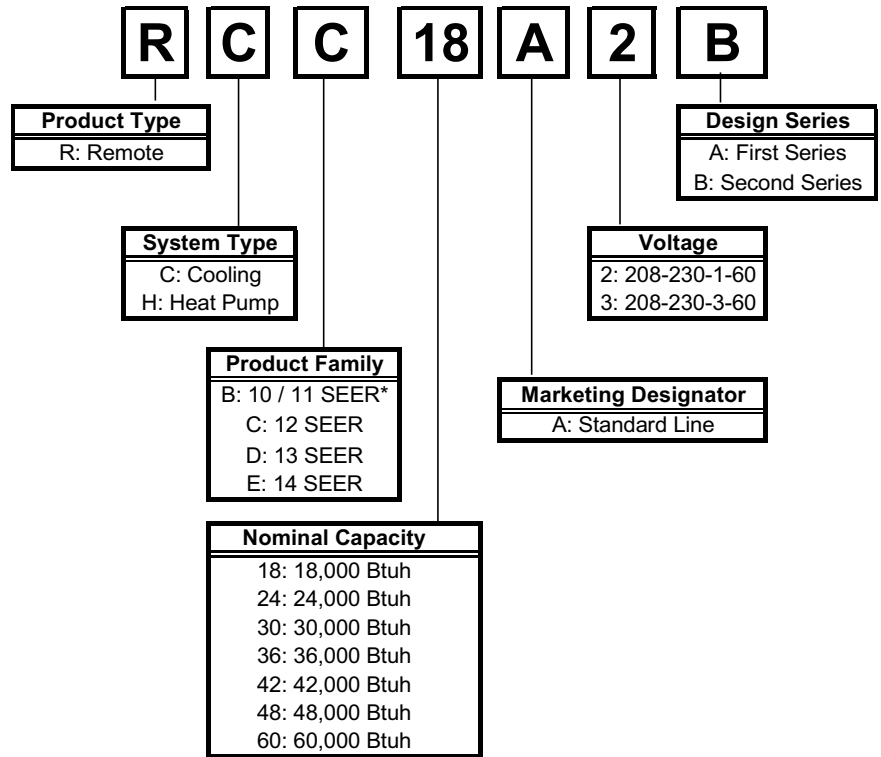 R C C 18 A 2 B
Product Type
R: Remote
Design Series
A: First Series
B: Second Series
System Type
C: Cooling
H: Heat Pump
Voltage
2: 208-230-1-60
3: 208-230-3-60
Product Family
B: 10 / 11 SEER*
C: 12 SEER
D: 13 SEER
E: 14 SEER
Marketing Designator
A: Standard Line
Nominal Capacity
18: 18,000 Btuh
24: 24,000 Btuh
30: 30,000 Btuh
36: 36,000 Btuh
42: 42,000 Btuh
48: 48,000 Btuh
60: 60,000 Btuh